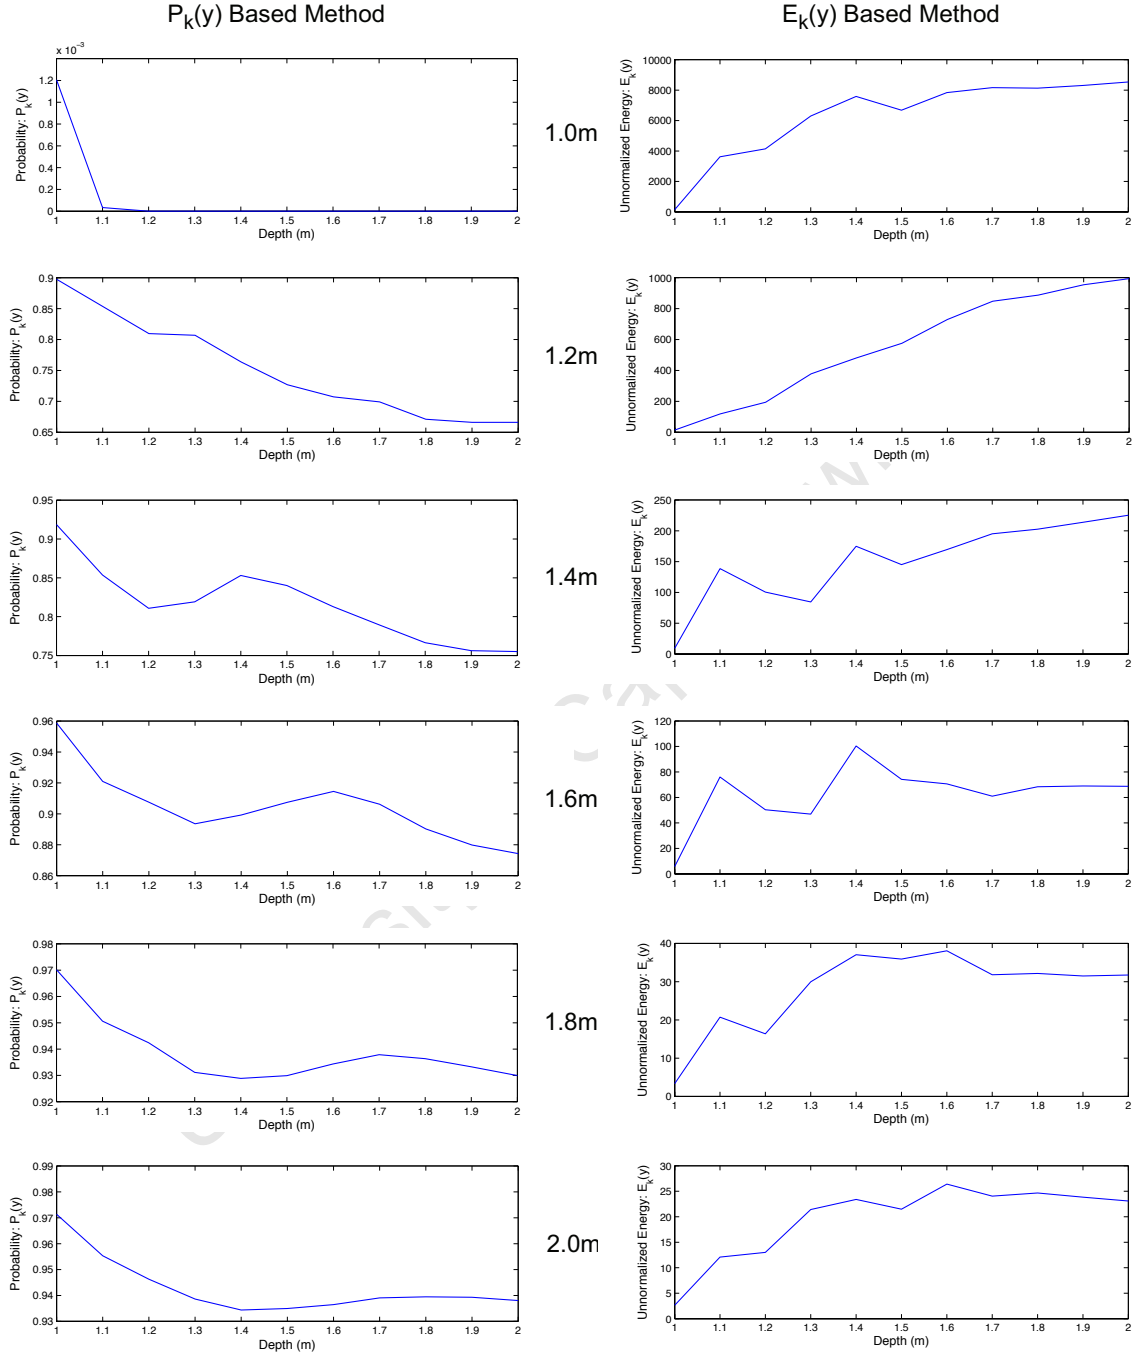 P_k(y) Based Method
E_k(y) Based Method
x 10⁻³
1.2
1
0.8
0.6
0.4
0.2
0
Probability: P_k(y)
1 1.1 1.2 1.3 1.4 1.5 1.6 1.7 1.8 1.9 2
Depth (m)
1.0m
10000
8000
6000
4000
2000
0
Unnormalized Energy: E_k(y)
1 1.1 1.2 1.3 1.4 1.5 1.6 1.7 1.8 1.9 2
Depth (m)
0.9
0.85
0.8
0.75
0.7
0.65
Probability: P_k(y)
1 1.1 1.2 1.3 1.4 1.5 1.6 1.7 1.8 1.9 2
Depth (m)
1.2m
1000
800
600
400
200
0
Unnormalized Energy: E_k(y)
1 1.1 1.2 1.3 1.4 1.5 1.6 1.7 1.8 1.9 2
Depth (m)
0.95
0.9
0.85
0.8
0.75
Probability: P_k(y)
1 1.1 1.2 1.3 1.4 1.5 1.6 1.7 1.8 1.9 2
Depth (m)
1.4m
250
200
150
100
50
0
Unnormalized Energy: E_k(y)
1 1.1 1.2 1.3 1.4 1.5 1.6 1.7 1.8 1.9 2
Depth (m)
0.96
0.94
0.92
0.9
0.88
0.86
Probability: P_k(y)
1 1.1 1.2 1.3 1.4 1.5 1.6 1.7 1.8 1.9 2
Depth (m)
1.6m
120
100
80
60
40
20
0
Unnormalized Energy: E_k(y)
1 1.1 1.2 1.3 1.4 1.5 1.6 1.7 1.8 1.9 2
Depth (m)
0.98
0.97
0.96
0.95
0.94
0.93
0.92
Probability: P_k(y)
1 1.1 1.2 1.3 1.4 1.5 1.6 1.7 1.8 1.9 2
Depth (m)
1.8m
40
30
20
10
0
Unnormalized Energy: E_k(y)
1 1.1 1.2 1.3 1.4 1.5 1.6 1.7 1.8 1.9 2
Depth (m)
0.99
0.98
0.97
0.96
0.95
0.94
0.93
Probability: P_k(y)
1 1.1 1.2 1.3 1.4 1.5 1.6 1.7 1.8 1.9 2
Depth (m)
2.0m
30
25
20
15
10
5
0
Unnormalized Energy: E_k(y)
1 1.1 1.2 1.3 1.4 1.5 1.6 1.7 1.8 1.9 2
Depth (m)